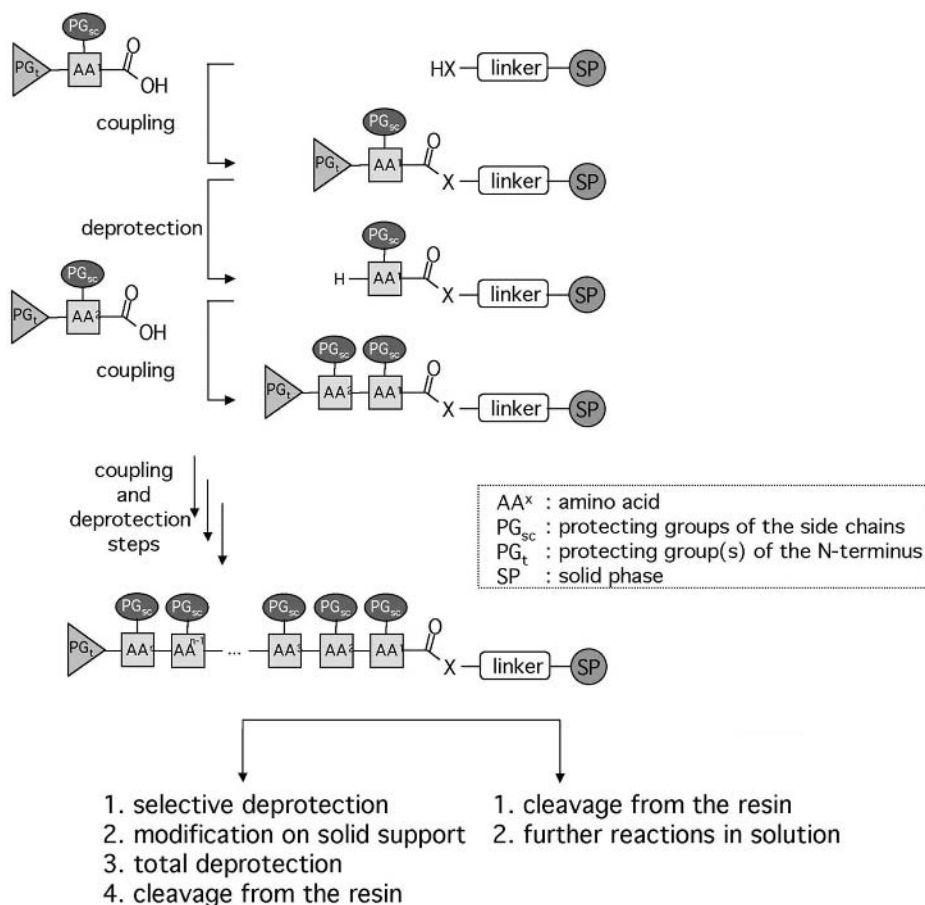 PGsc
PGt AA1 O OH
HX linker SP
coupling
PGsc
PGt AA1 O X linker SP
deprotection
PGsc
H AA1 O X linker SP
PGsc
PGt AA2 O OH
coupling
PGsc PGsc
PGt AA2 AA1 O X linker SP
coupling
and
deprotection
steps
AAx : amino acid
PGsc : protecting groups of the side chains
PGt : protecting group(s) of the N-terminus
SP : solid phase
PGsc PGsc PGsc PGsc PGsc
PGt AAn AAn-1 ... AA3 AA2 AA1 O X linker SP
1. selective deprotection
2. modification on solid support
3. total deprotection
4. cleavage from the resin
1. cleavage from the resin
2. further reactions in solution